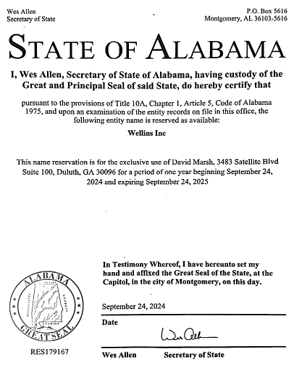 Wes Allen
Secretary of State
P.O. Box 5616
Montgomery, AL 36103-5616
STATE OF ALABAMA
I, Wes Allen, Secretary of State of Alabama, having custody of the
Great and Principal Seal of said State, do hereby certify that
pursuant to the provisions of Title 10A, Chapter 1, Article 5, Code of Alabama
1975, and upon an examination of the entity records on file in this office, the
following entity name is reserved as available:
Wellins Inc
This name reservation is for the exclusive use of David Marsh, 3483 Satellite Blvd
Suite 100, Duluth, GA 30096 for a period of one year beginning September 24,
2024 and expiring September 24, 2025
In Testimony Whereof, I have hereunto set my
hand and affixed the Great Seal of the State, at the
Capitol, in the city of Montgomery, on this day.
September 24, 2024
Date
Wes Allen
Wes Allen
Secretary of State
ALABAMA
GREAT SEAL
RES179167